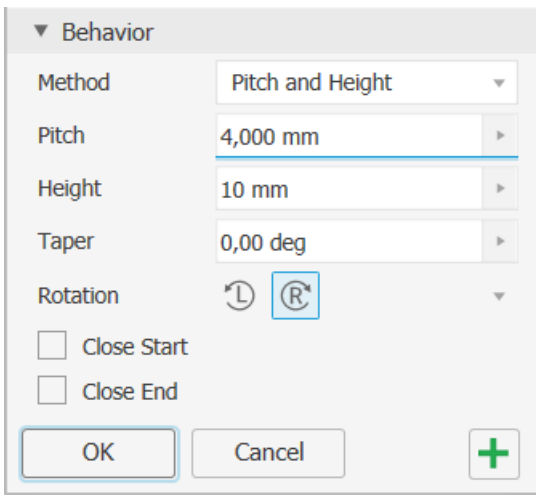 Behavior
Method Pitch and Height
Pitch 4,000 mm
Height 10 mm
Taper 0,00 deg
Rotation L R
Close Start
Close End
OK Cancel